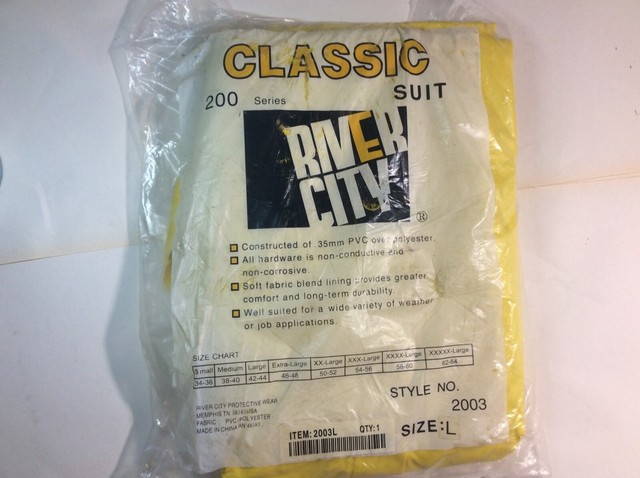 CLASSIC
200 Series SUIT
RIVER
CITY
®
Constructed of .35mm PVC over polyester.
All hardware is non-conductive and
non-corrosive.
Soft fabric blend lining provides greater
comfort and long-term durability.
Well suited for a wide variety of weather
or job applications.
SIZE CHART
Small Medium Large Extra-Large XX-Large XXX-Large XXXX-Large XXXXX-Large
34-36 38-40 42-44 46-48 50-52 54-56 58-60 62-64
STYLE NO.
2003
RIVER CITY PROTECTIVE WEAR
MEMPHIS TN USA
FABRIC PVC/POLYESTER
MADE IN CHINA RN
ITEM: 2003L QTY: 1
SIZE: L